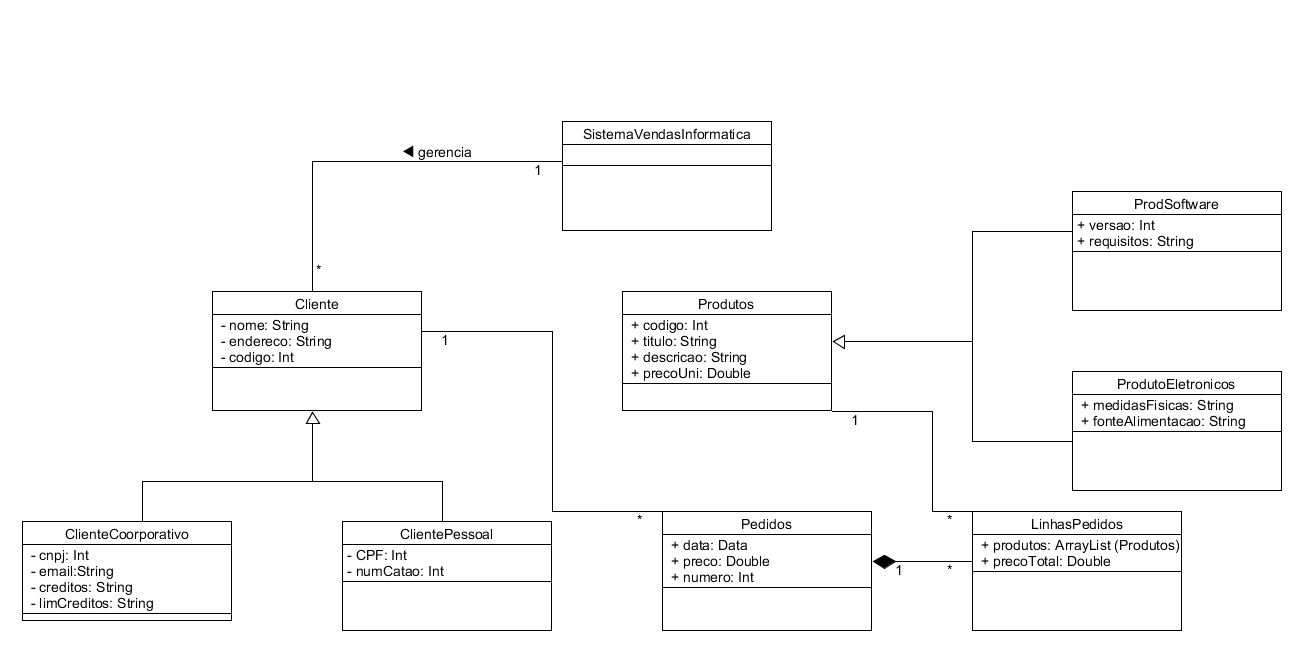 SistemaVendasInformatica
◀ gerencia
1
*
Cliente
- nome: String
- endereco: String
- codigo: Int
1
Produtos
+ codigo: Int
+ titulo: String
+ descricao: String
+ precoUni: Double
1
ProdSoftware
+ versao: Int
+ requisitos: String
ProdutoEletronicos
+ medidasFisicas: String
+ fonteAlimentacao: String
ClienteCoorporativo
- cnpj: Int
- email:String
- creditos: String
- limCreditos: String
ClientePessoal
- CPF: Int
- numCatao: Int
*
Pedidos
+ data: Data
+ preco: Double
+ numero: Int
1
*
*
LinhasPedidos
+ produtos: ArrayList (Produtos)
+ precoTotal: Double